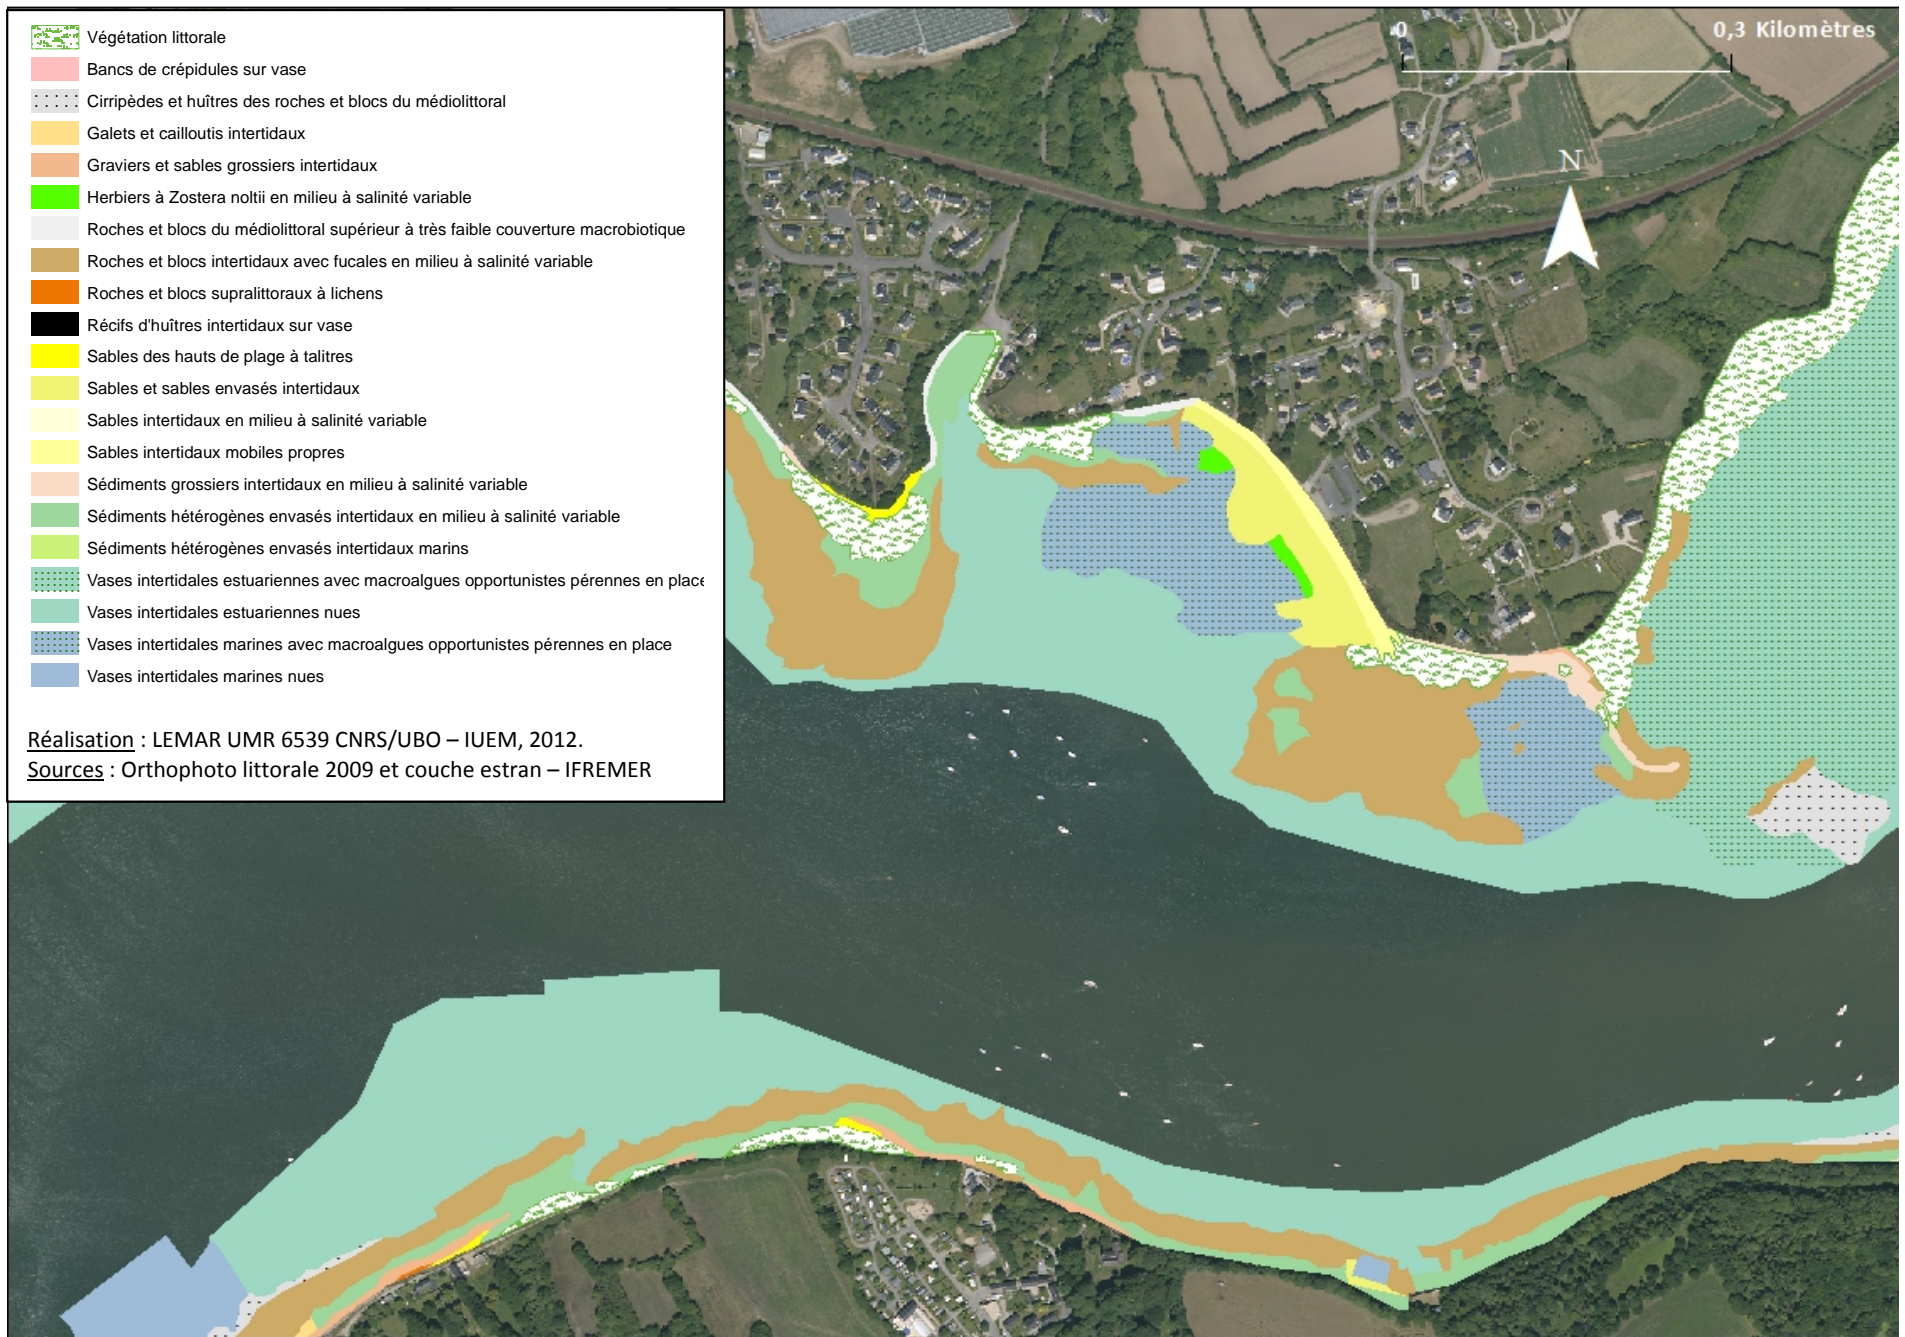 Végétation littorale
Bancs de crépidules sur vase
Cirripèdes et huîtres des roches et blocs du médiolittoral
Galets et cailloutis intertidaux
Graviers et sables grossiers intertidaux
Herbiers à Zostera noltii en milieu à salinité variable
Roches et blocs du médiolittoral supérieur à très faible couverture macrobiotique
Roches et blocs intertidaux avec fucales en milieu à salinité variable
Roches et blocs supralittoraux à lichens
Récifs d'huîtres intertidaux sur vase
Sables des hauts de plage à talitres
Sables et sables envasés intertidaux
Sables intertidaux en milieu à salinité variable
Sables intertidaux mobiles propres
Sédiments grossiers intertidaux en milieu à salinité variable
Sédiments hétérogènes envasés intertidaux en milieu à salinité variable
Sédiments hétérogènes envasés intertidaux marins
Vases intertidales estuariennes avec macroalgues opportunistes pérennes en place
Vases intertidales estuariennes nues
Vases intertidales marines avec macroalgues opportunistes pérennes en place
Vases intertidales marines nues
Réalisation : LEMAR UMR 6539 CNRS/UBO – IUEM, 2012.
Sources : Orthophoto littorale 2009 et couche estran – IFREMER
0 0,3 Kilomètres
N